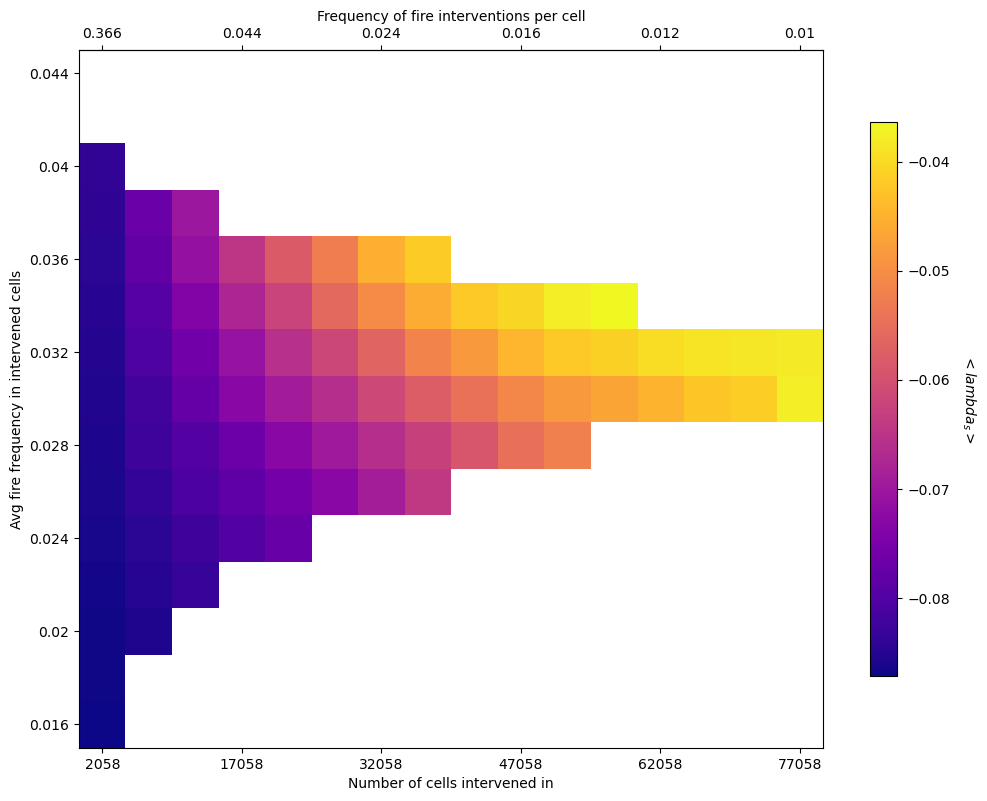 Frequency of fire interventions per cell
0.366 0.044 0.024 0.016 0.012 0.01
Avg fire frequency in intervened cells
0.044
0.04
0.036
0.032
0.028
0.024
0.02
0.016
2058 17058 32058 47058 62058 77058
Number of cells intervened in
−0.04
−0.05
−0.06
−0.07
−0.08
< lambda_s >